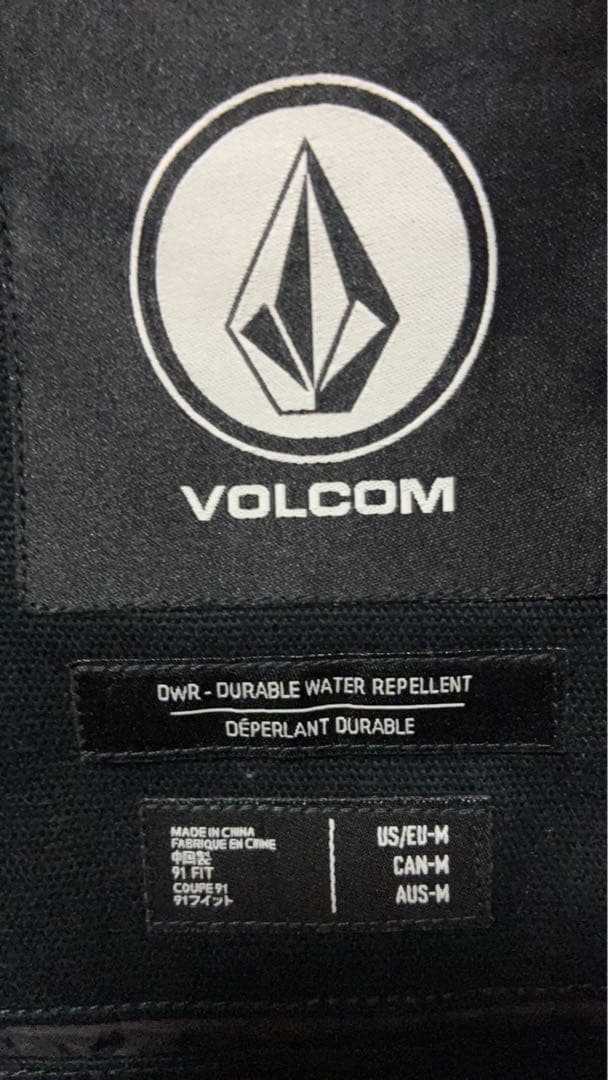 VOLCOM
DWR - DURABLE WATER REPELLENT
DÉPERLANT DURABLE
MADE IN CHINA
FABRIQUE EN CHINE
中国製
91 FIT
COUPE 91
91フィット
US/EU-M
CAN-M
AUS-M